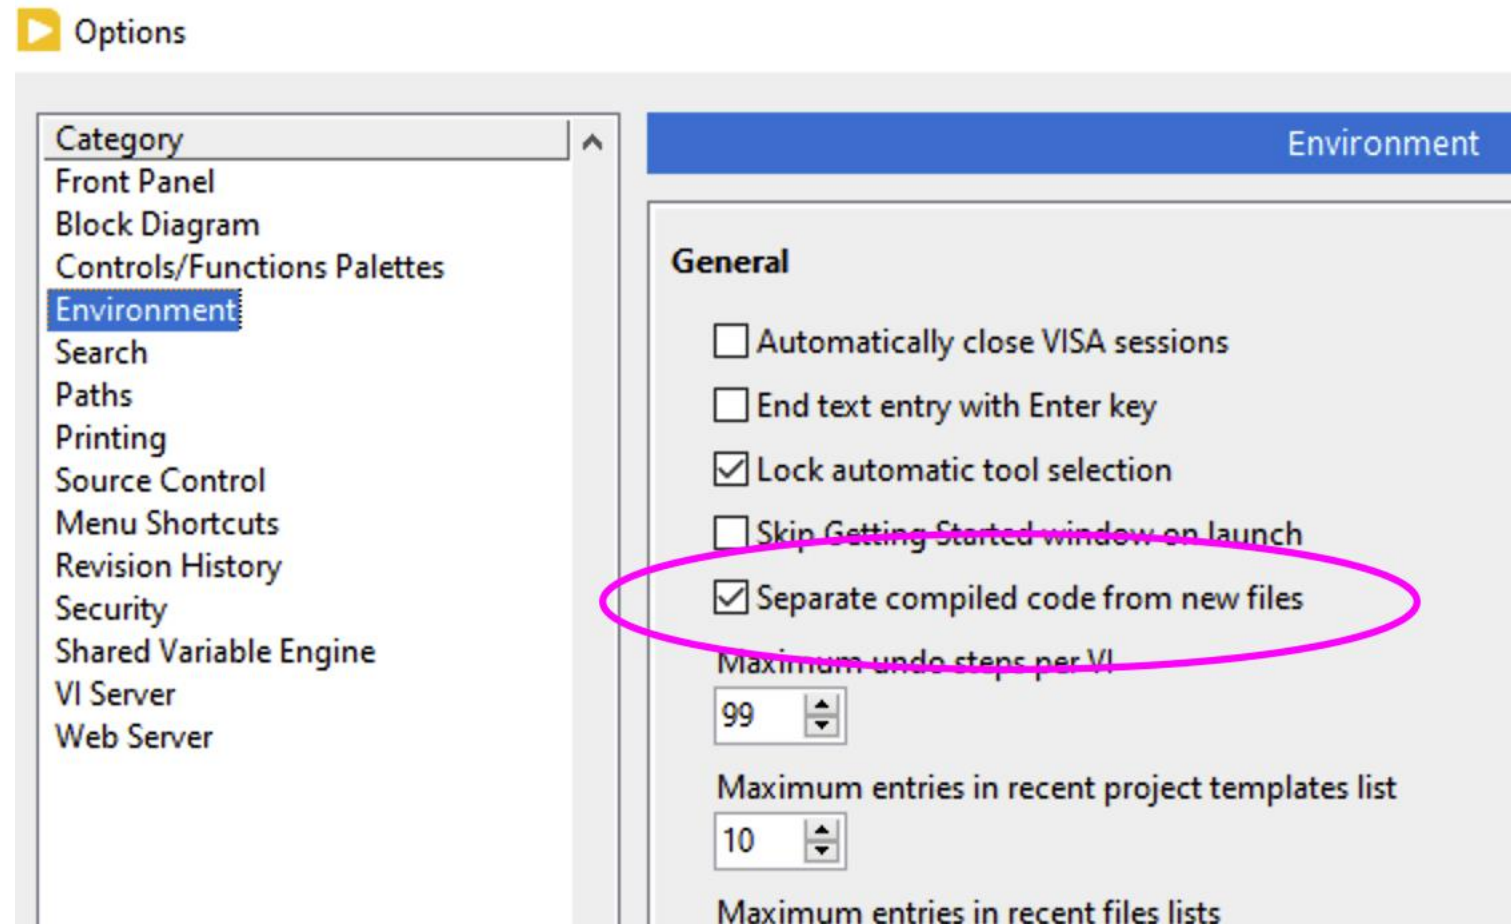 Options
Category
Front Panel
Block Diagram
Controls/Functions Palettes
Environment
Search
Paths
Printing
Source Control
Menu Shortcuts
Revision History
Security
Shared Variable Engine
VI Server
Web Server
Environment
General
Automatically close VISA sessions
End text entry with Enter key
Lock automatic tool selection
Skip Getting Started window on launch
Separate compiled code from new files
Maximum undo steps per VI
99
Maximum entries in recent project templates list
10
Maximum entries in recent files lists